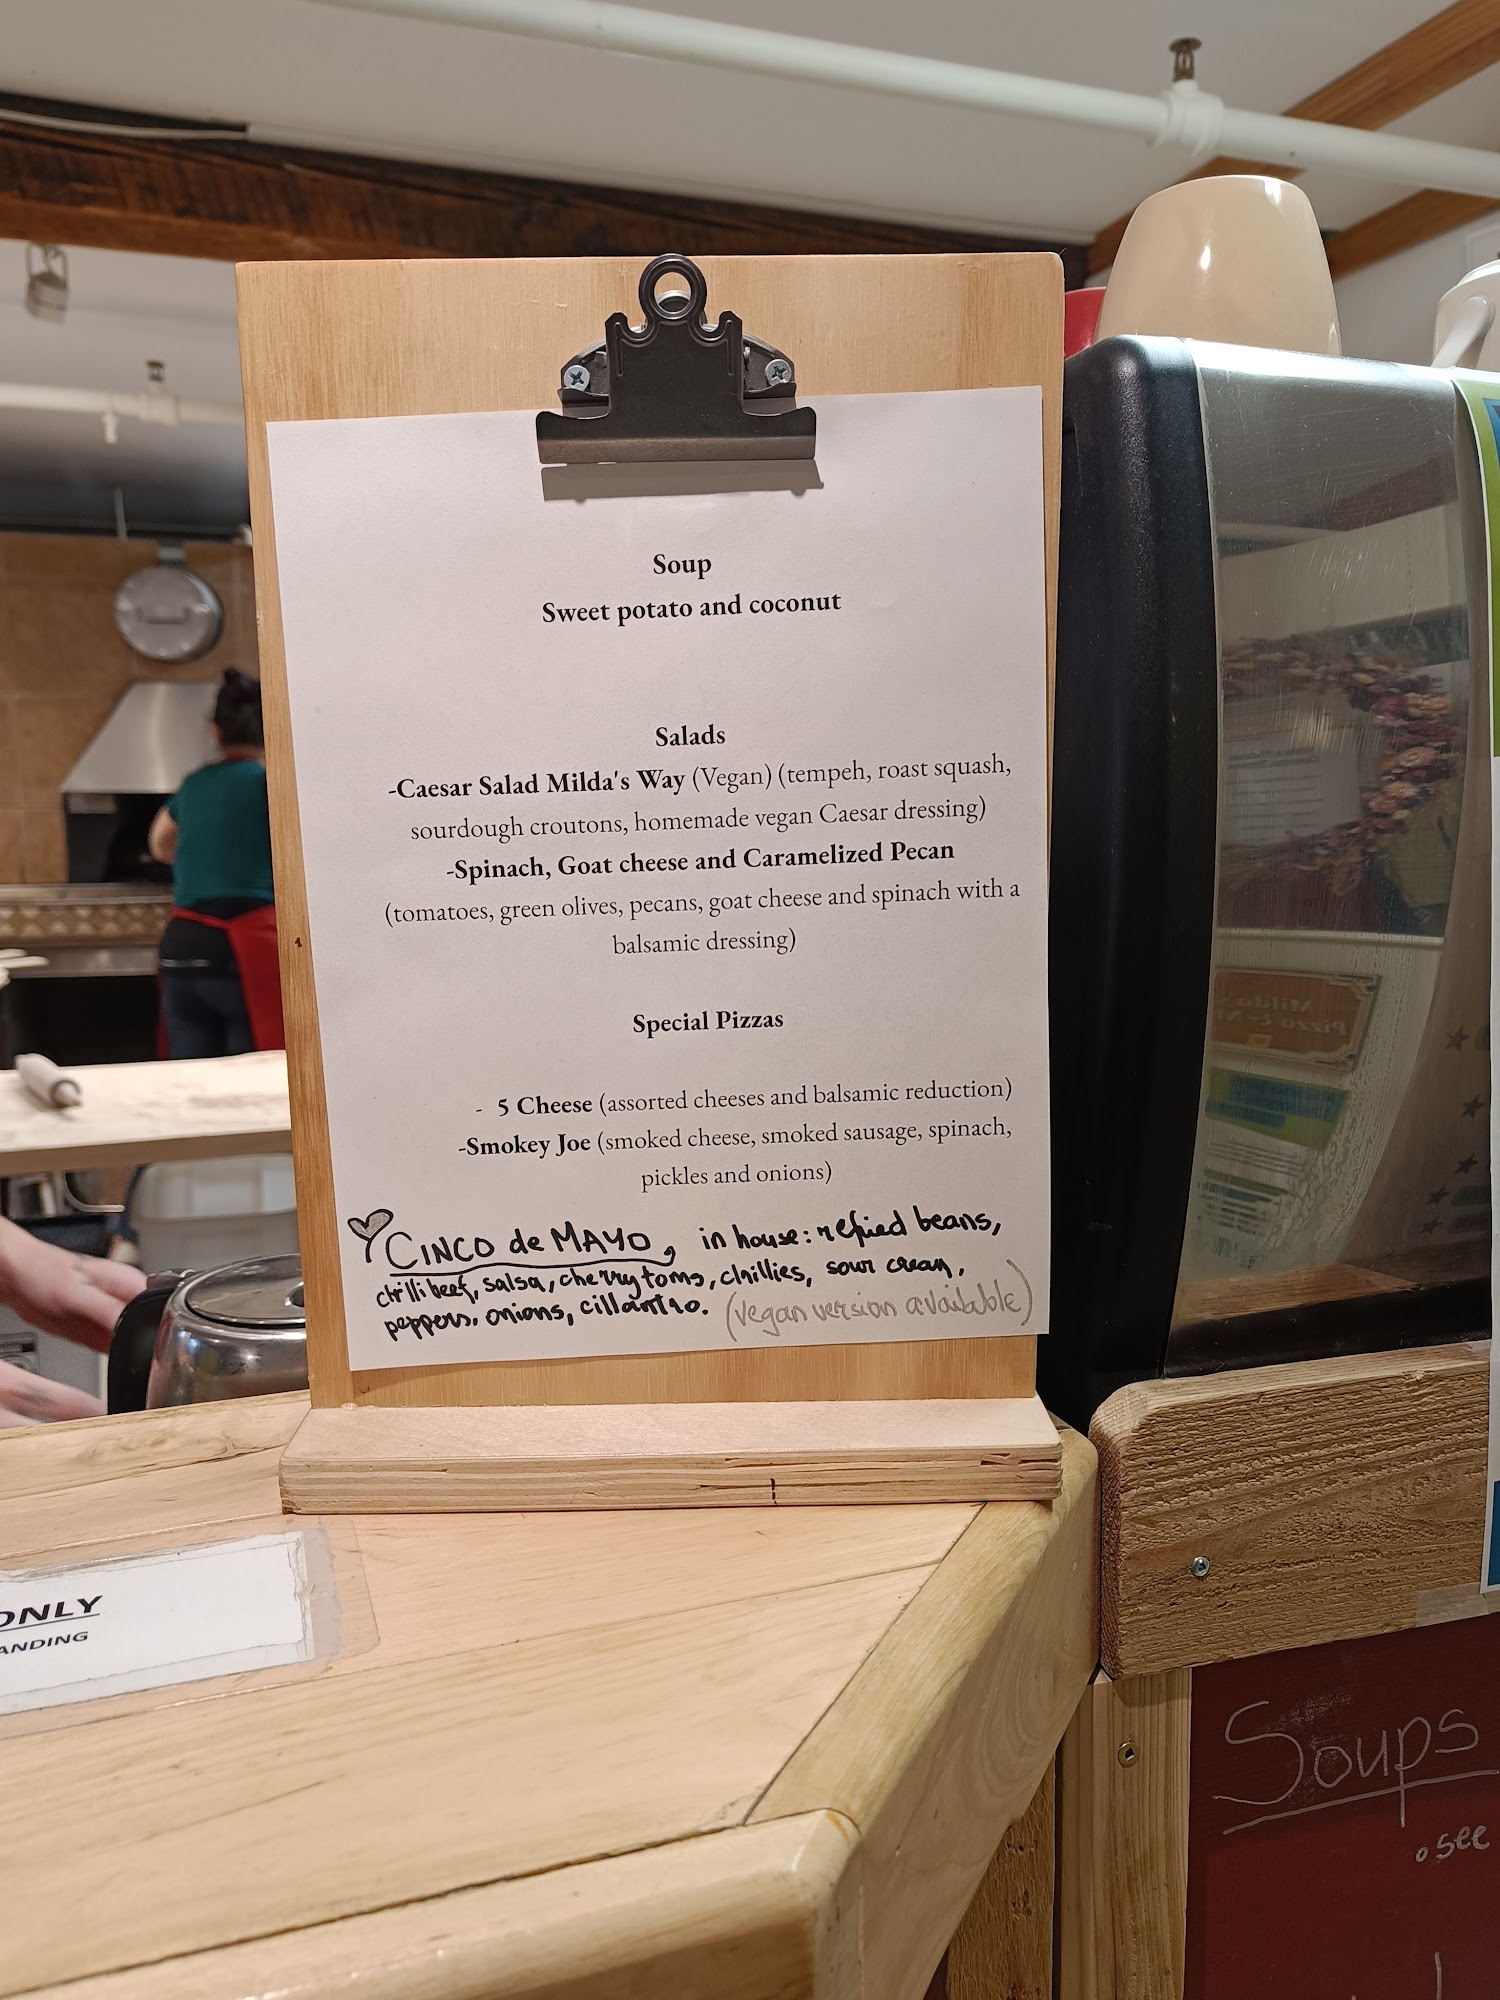 Soup
Sweet potato and coconut
Salads
-Caesar Salad Milda's Way (Vegan) (tempeh, roast squash,
sourdough croutons, homemade vegan Caesar dressing)
-Spinach, Goat cheese and Caramelized Pecan
(tomatoes, green olives, pecans, goat cheese and spinach with a
balsamic dressing)
Special Pizzas
- 5 Cheese (assorted cheeses and balsamic reduction)
-Smokey Joe (smoked cheese, smoked sausage, spinach,
pickles and onions)
CINCO de MAYO, in house: refried beans,
chilli beef, salsa, cherry toms, chillies, sour cream,
peppers, onions, cillantro. (vegan version available)
ONLY
ANDING
Soups
see